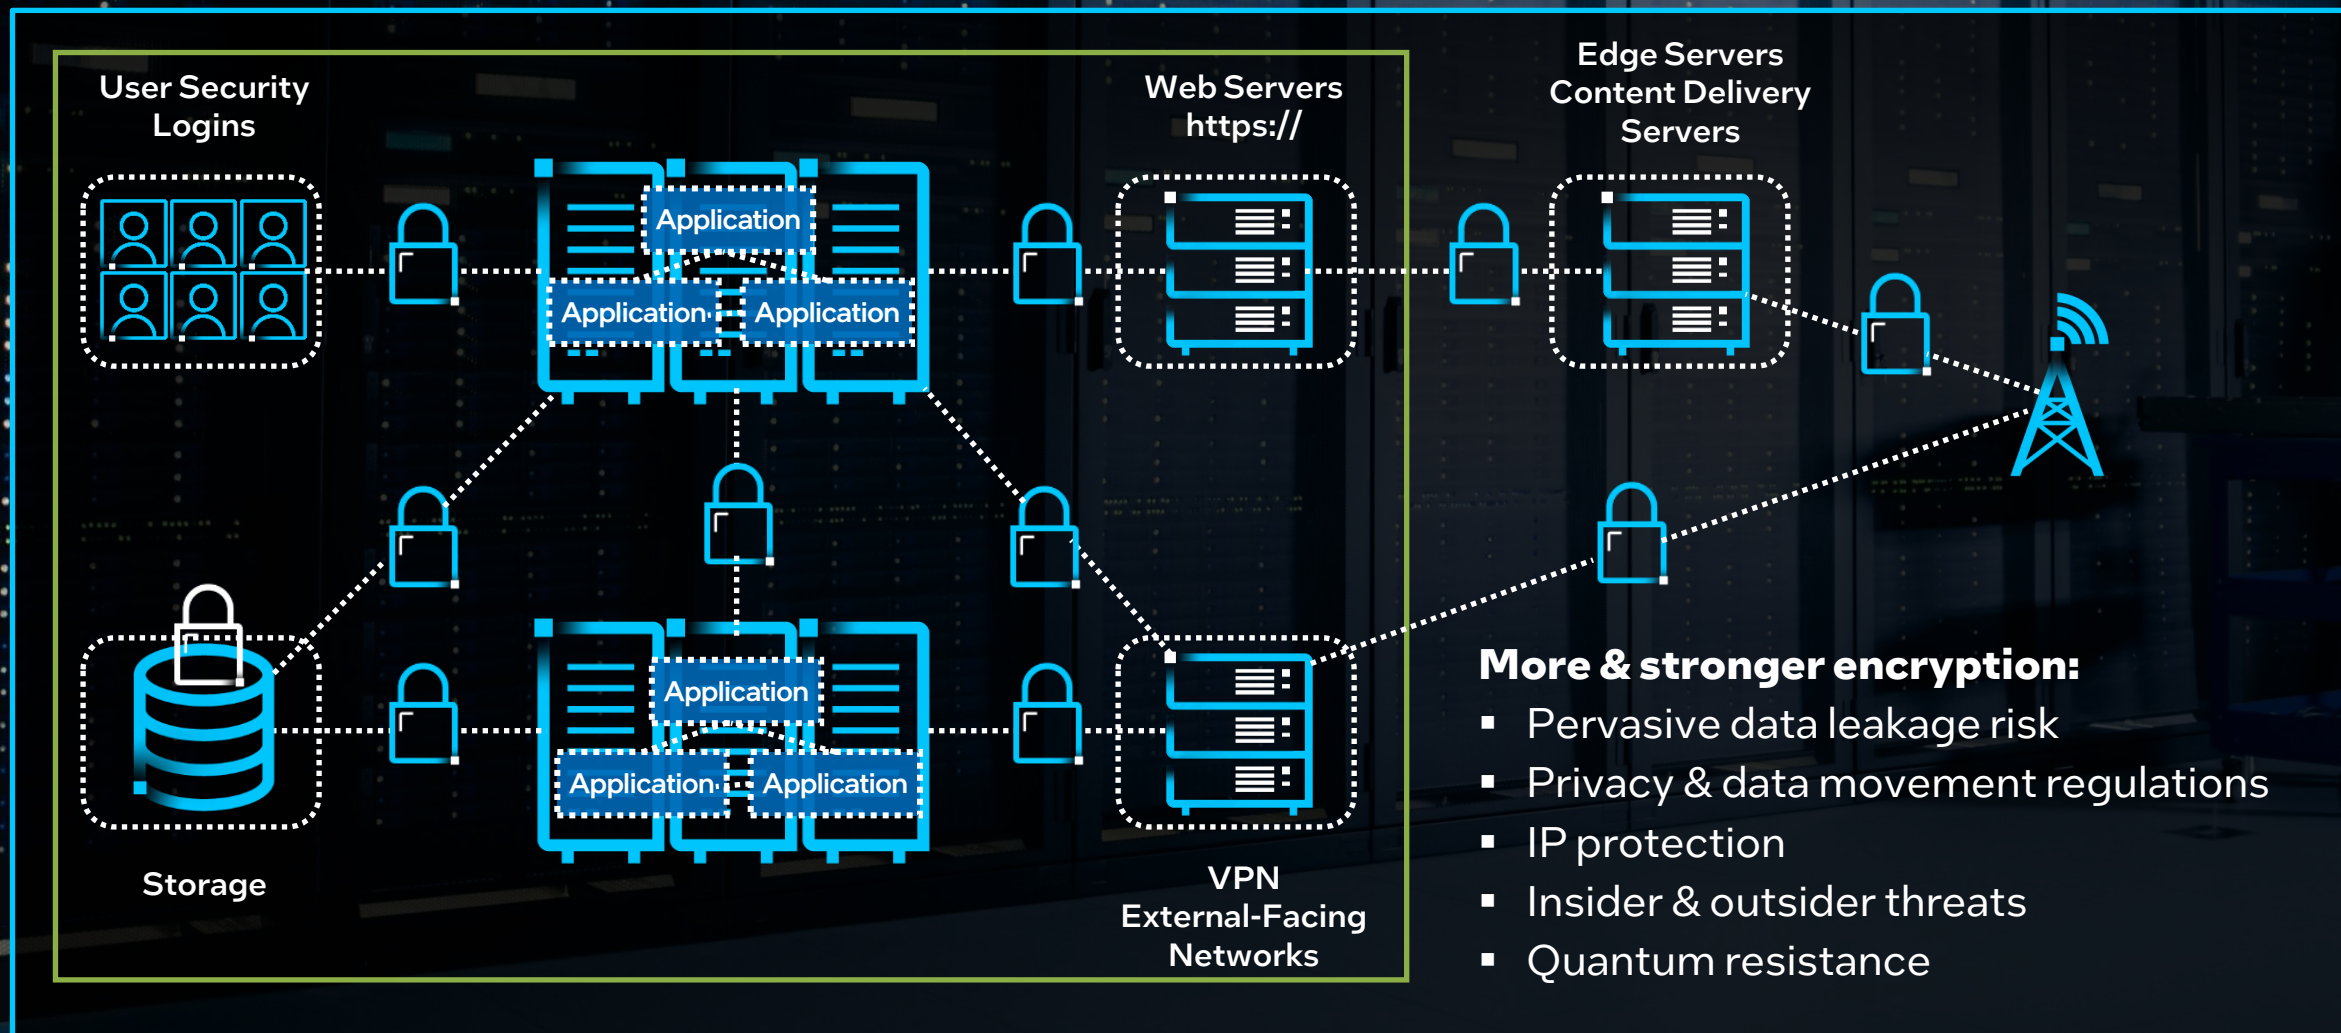 User Security
Logins
Web Servers
https://
Edge Servers
Content Delivery
Servers
Application
Application
Application
Application
Application
Application
Storage
VPN
External-Facing
Networks
More & stronger encryption:
▪ Pervasive data leakage risk
▪ Privacy & data movement regulations
▪ IP protection
▪ Insider & outsider threats
▪ Quantum resistance